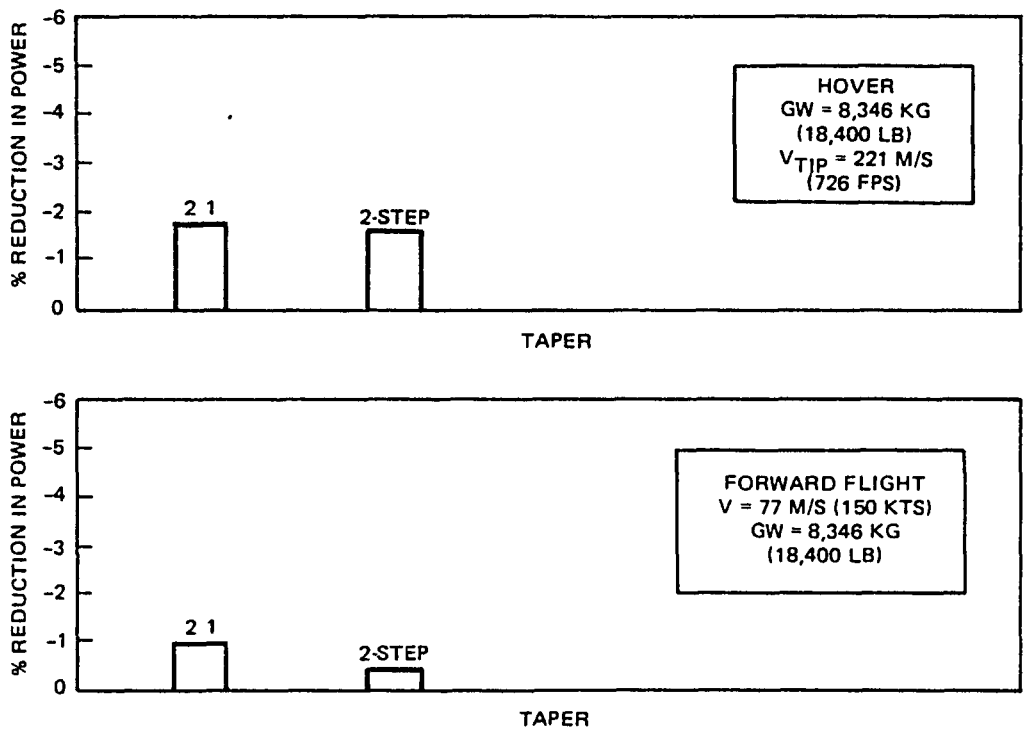 % REDUCTION IN POWER
-6
-5
-4
-3
-2
-1
0
2 1
2-STEP
HOVER
GW = 8,346 KG
(18,400 LB)
VTIP = 221 M/S
(726 FPS)
TAPER
% REDUCTION IN POWER
-6
-5
-4
-3
-2
-1
0
2 1
2-STEP
FORWARD FLIGHT
V = 77 M/S (150 KTS)
GW = 8,346 KG
(18,400 LB)
TAPER